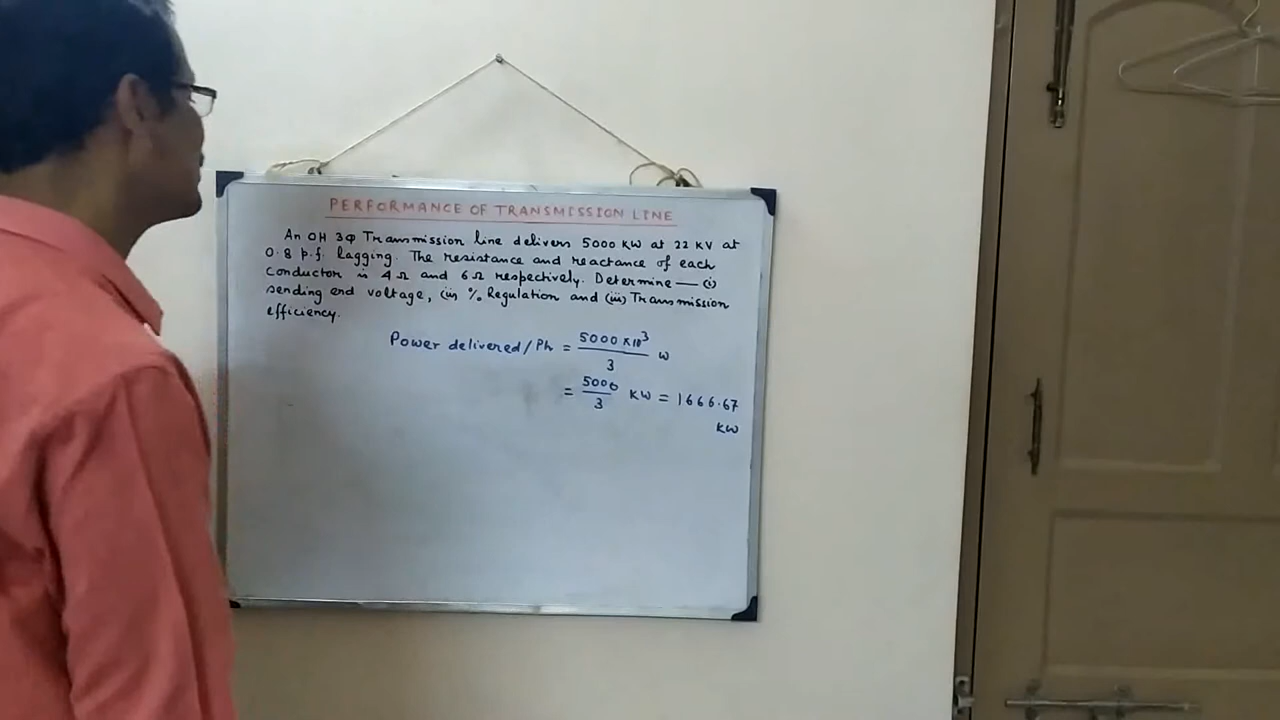 PERFORMANCE OF TRANSMISSION LINE
An OH 3φ Transmission line delivers 5000 KW at 22 KV at
0.8 p.f. lagging. The resistance and reactance of each
conductor is 4 Ω and 6 Ω respectively. Determine — (i)
sending end voltage, (ii) % Regulation and (iii) Transmission
efficiency.
Power delivered/Ph = 5000 x10³ / 3 W
= 5000 / 3 KW = 1666.67
KW